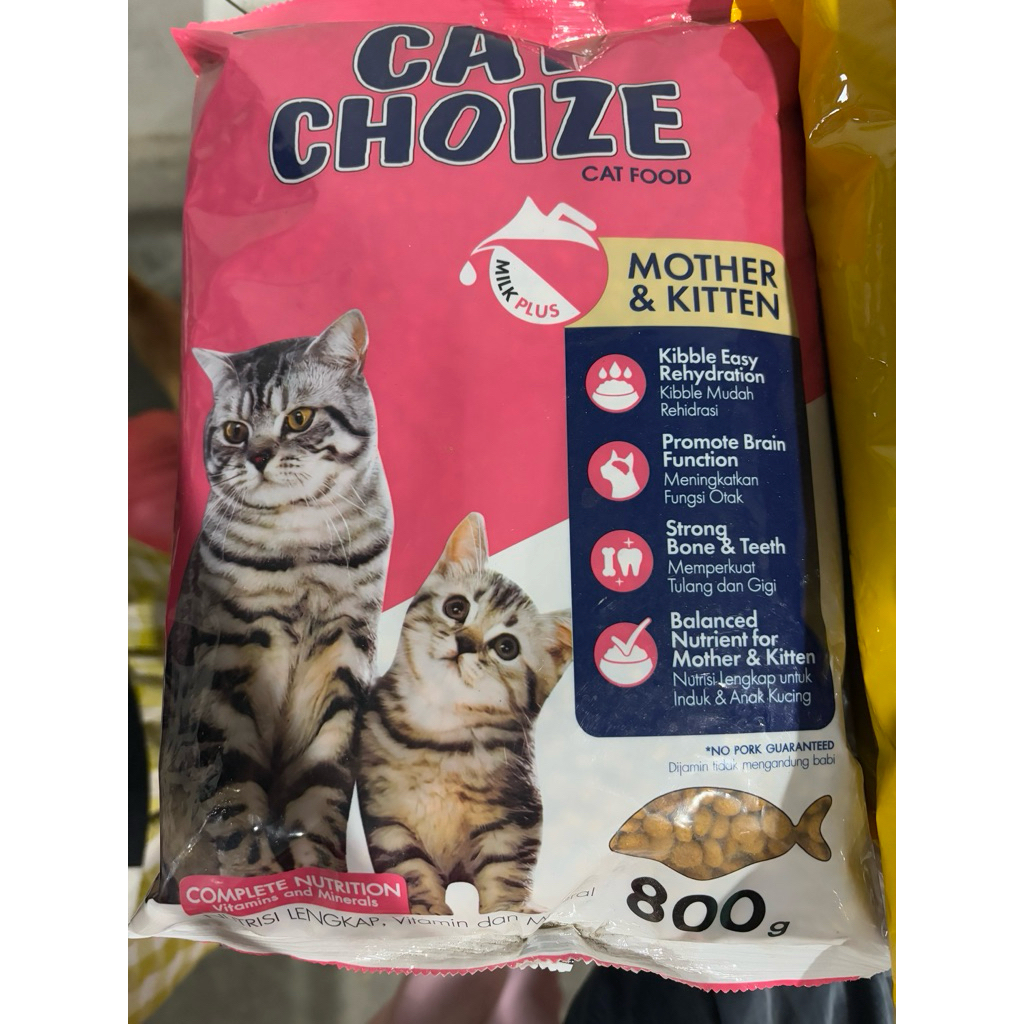 CAT
CHOIZE
CAT FOOD
MILK PLUS
MOTHER
& KITTEN
Kibble Easy
Rehydration
Kibble Mudah
Rehidrasi
Promote Brain
Function
Meningkatkan
Fungsi Otak
Strong
Bone & Teeth
Memperkuat
Tulang dan Gigi
Balanced
Nutrient for
Mother & Kitten
Nutrisi Lengkap untuk
Induk & Anak Kucing
*NO PORK GUARANTEED
Dijamin tidak mengandung babi
800g
COMPLETE NUTRITION
Vitamins and Minerals
LENGKAP, Vitamin dan